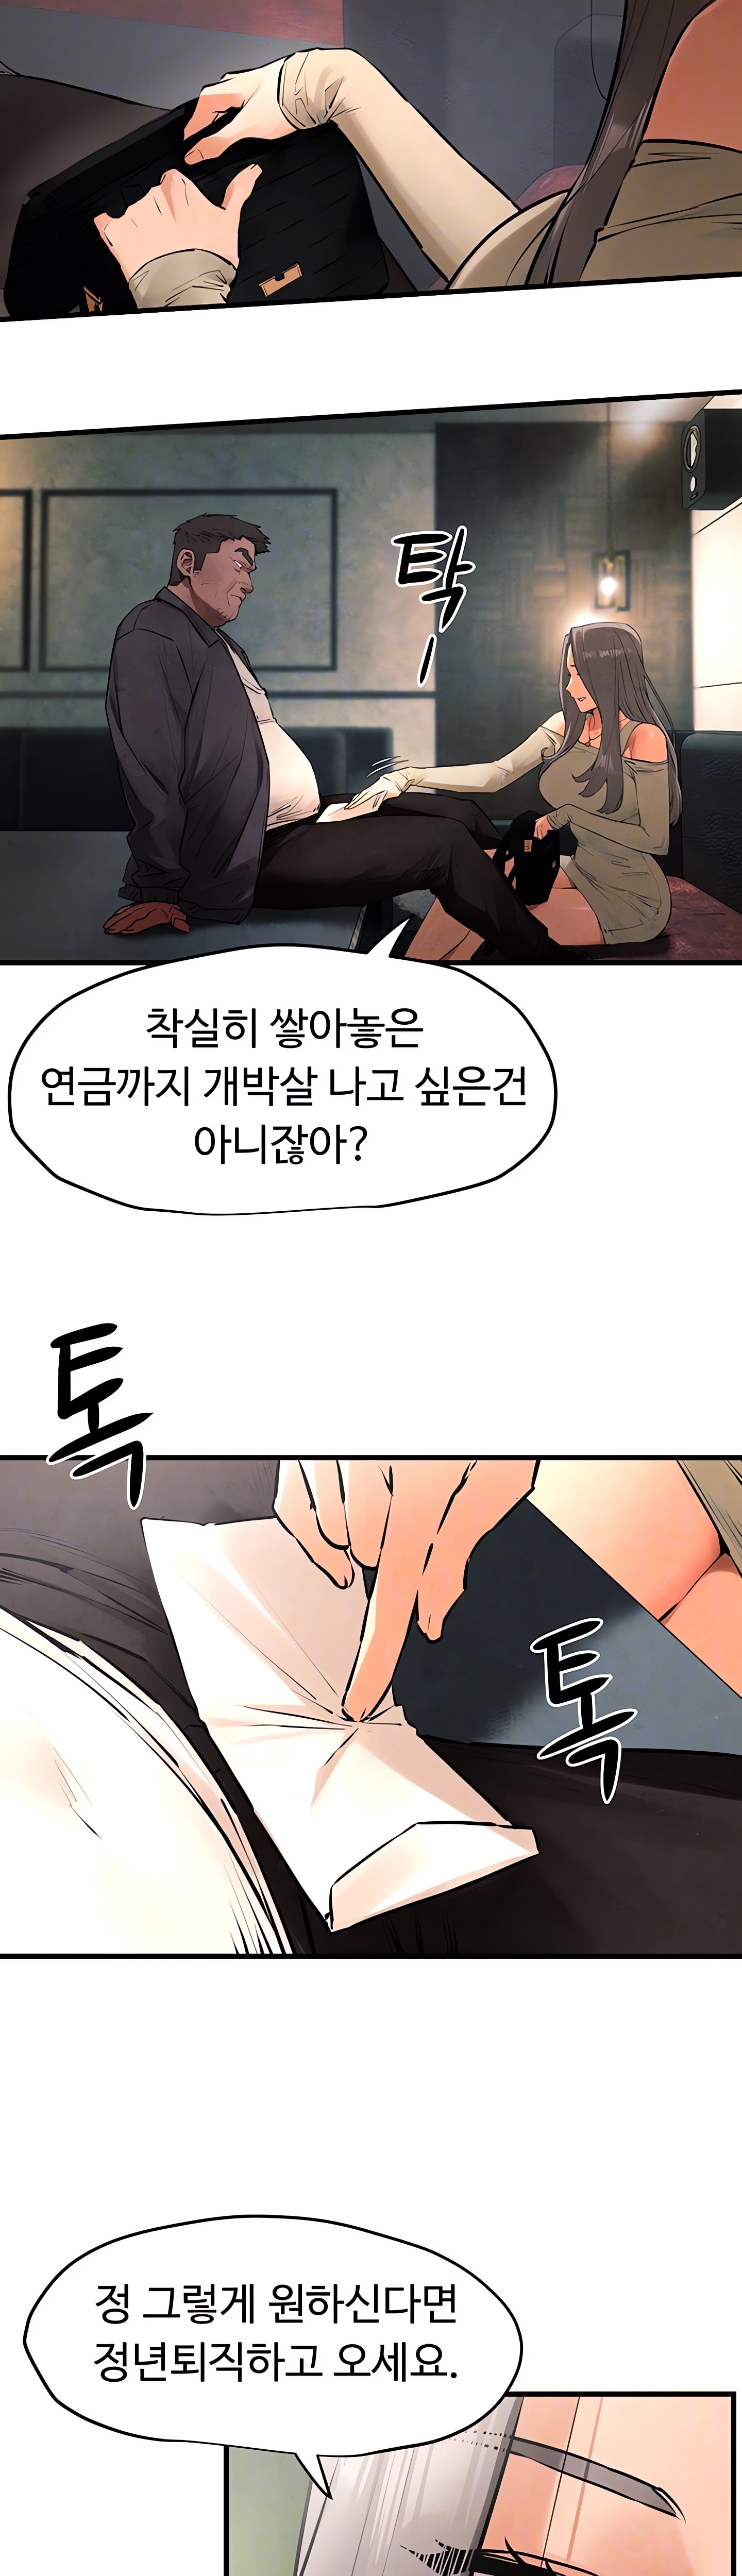 탁
착실히 쌓아놓은
연금까지 개박살 나고 싶은건
아니잖아?
톡
톡
정 그렇게 원하신다면
정년퇴직하고 오세요.